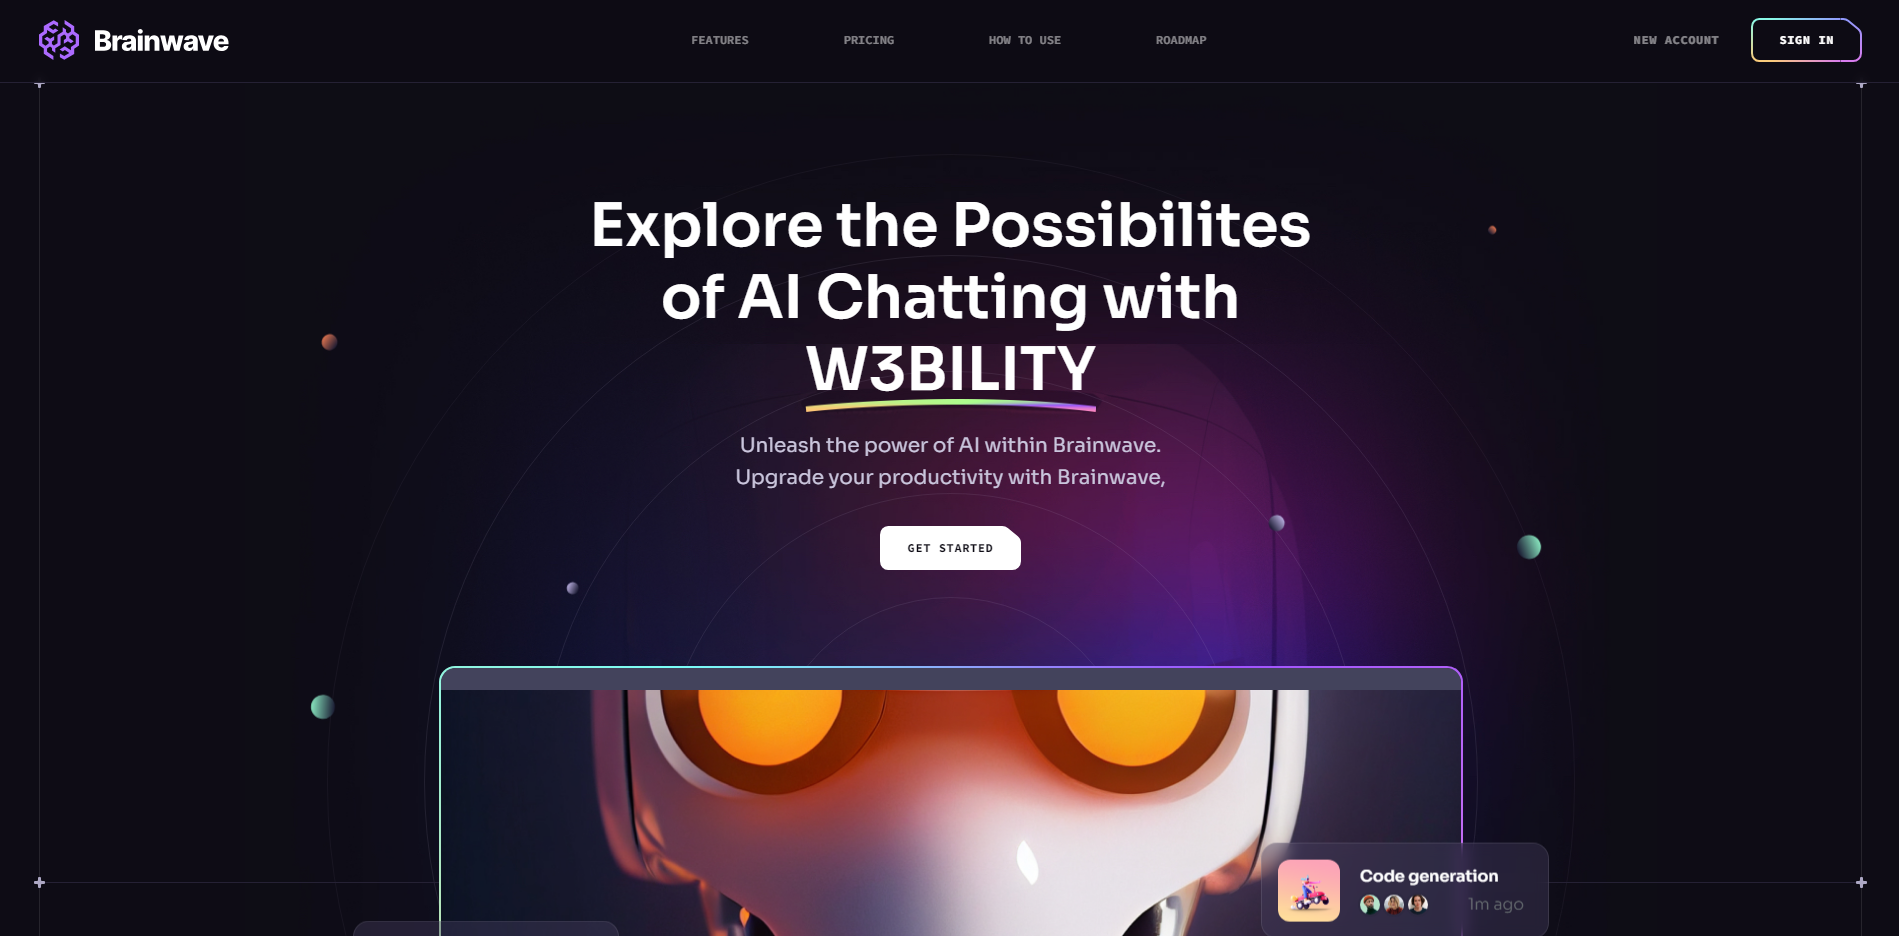 Brainwave
FEATURES
PRICING
HOW TO USE
ROADMAP
NEW ACCOUNT
SIGN IN
Explore the Possibilites
of AI Chatting with
W3BILITY
Unleash the power of AI within Brainwave.
Upgrade your productivity with Brainwave,
GET STARTED
Code generation
1m ago